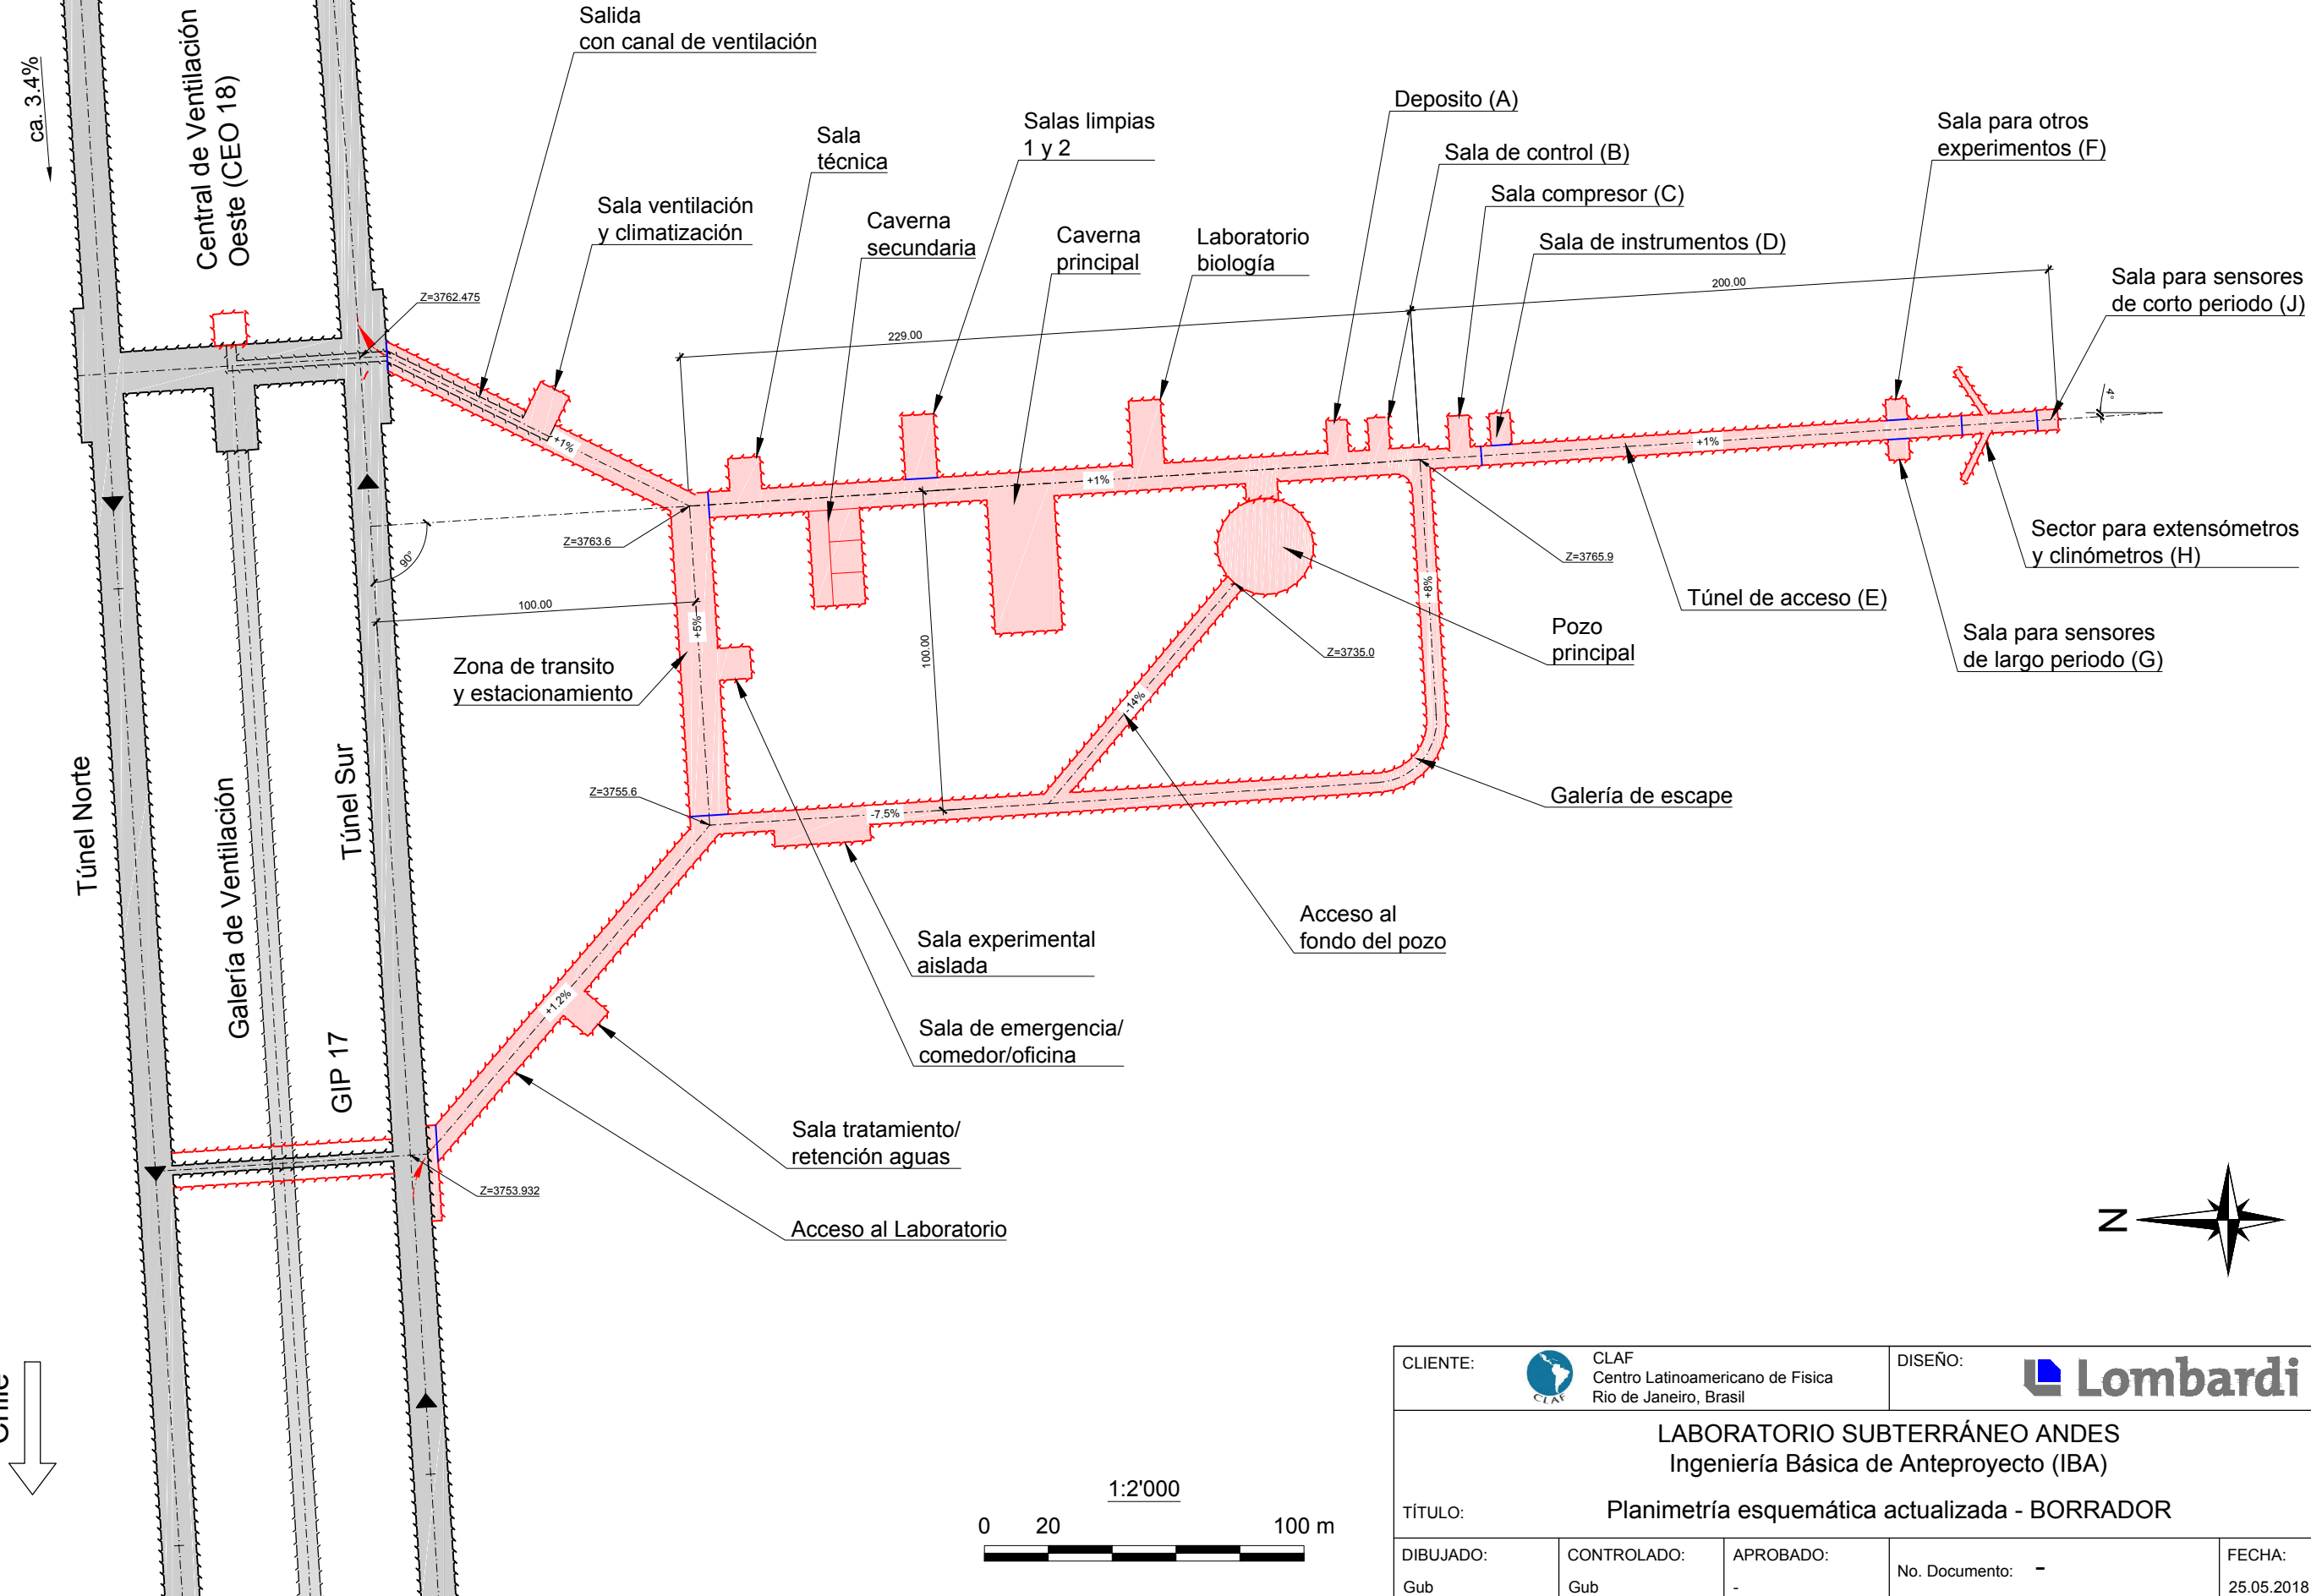 Salida
con canal de ventilación
ca. 3.4%
Central de Ventilación
Oeste (CEO 18)
Deposito (A)
Sala para otros
experimentos (F)
Sala
técnica
Salas limpias
1 y 2
Sala de control (B)
Sala compresor (C)
Sala ventilación
y climatización
Caverna
secundaria
Caverna
principal
Laboratorio
biología
Sala de instrumentos (D)
Sala para sensores
de corto periodo (J)
Z=3762.475
229.00
200.00
4°
+1%
+1%
+1%
Z=3763.6
90°
Z=3765.9
Sector para extensómetros
y clinómetros (H)
100.00
+5%
100.00
+8%
Túnel de acceso (E)
Pozo
principal
Z=3735.0
Sala para sensores
de largo periodo (G)
Zona de transito
y estacionamiento
-14%
Túnel Norte
Galería de Ventilación
Túnel Sur
Z=3755.6
-7.5%
Galería de escape
Acceso al
fondo del pozo
Sala experimental
aislada
+1.2%
GIP 17
Sala de emergencia/
comedor/oficina
Sala tratamiento/
retención aguas
Z=3753.932
Acceso al Laboratorio
N
Chile
1:2'000
0 20 100 m
CLIENTE:
CLAF
CLAF
Centro Latinoamericano de Fisica
Rio de Janeiro, Brasil
DISEÑO:
Lombardi
LABORATORIO SUBTERRÁNEO ANDES
Ingeniería Básica de Anteproyecto (IBA)
TÍTULO:
Planimetría esquemática actualizada - BORRADOR
DIBUJADO:
Gub
CONTROLADO:
Gub
APROBADO:
-
No. Documento: -
FECHA:
25.05.2018